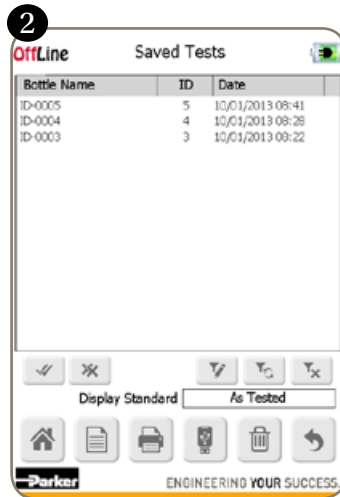 2
OffLine Saved Tests
Bottle Name ID Date
ID-0005 5 10/01/2013 08:41
ID-0004 4 10/01/2013 08:28
ID-0003 3 10/01/2013 08:22
Display Standard As Tested
Parker ENGINEERING YOUR SUCCESS.